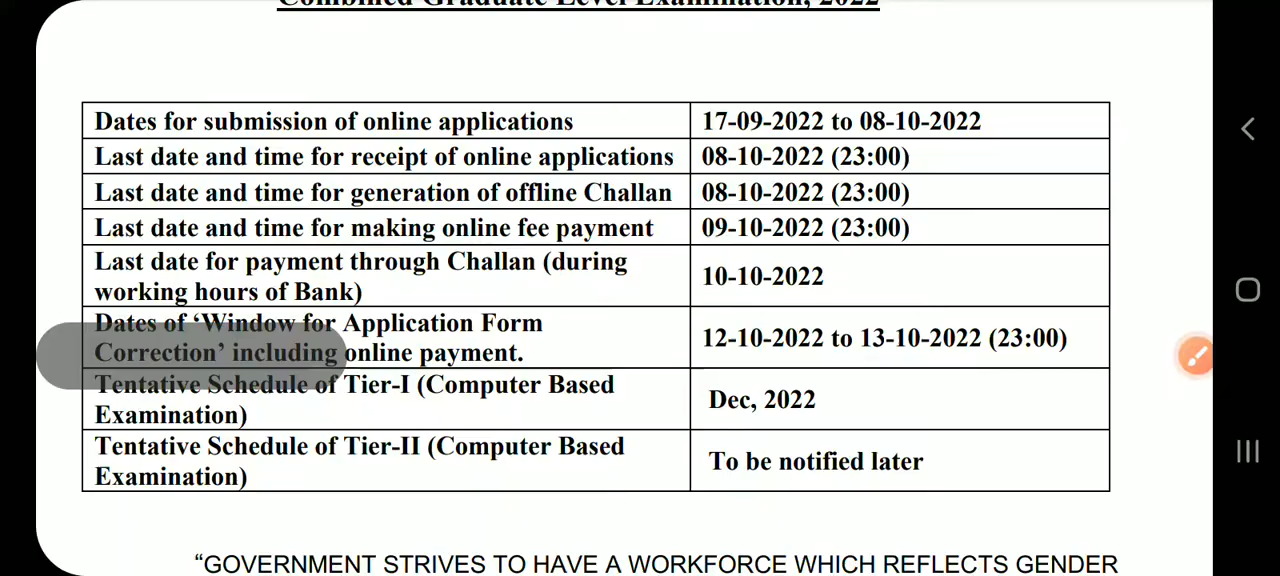 Combined Graduate Level Examination, 2022
Dates for submission of online applications 17-09-2022 to 08-10-2022
Last date and time for receipt of online applications 08-10-2022 (23:00)
Last date and time for generation of offline Challan 08-10-2022 (23:00)
Last date and time for making online fee payment 09-10-2022 (23:00)
Last date for payment through Challan (during
working hours of Bank) 10-10-2022
Dates of ‘Window for Application Form
Correction’ including online payment. 12-10-2022 to 13-10-2022 (23:00)
Tentative Schedule of Tier-I (Computer Based
Examination) Dec, 2022
Tentative Schedule of Tier-II (Computer Based
Examination) To be notified later
“GOVERNMENT STRIVES TO HAVE A WORKFORCE WHICH REFLECTS GENDER